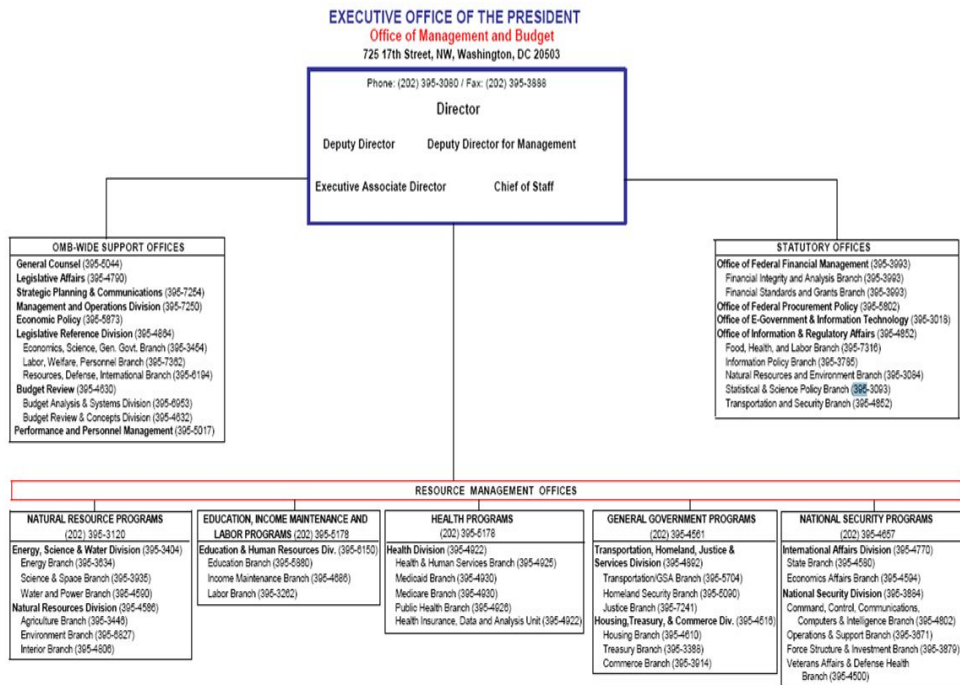 EXECUTIVE OFFICE OF THE PRESIDENT
Office of Management and Budget
725 17th Street, NW, Washington, DC 20503
Phone: (202) 395-3080 / Fax: (202) 395-3888
Director
Deputy Director Deputy Director for Management
Executive Associate Director Chief of Staff
OMB-WIDE SUPPORT OFFICES
General Counsel (395-5044)
Legislative Affairs (395-4790)
Strategic Planning & Communications (395-7254)
Management and Operations Division (395-7250)
Economic Policy (395-5873)
Legislative Reference Division (395-4864)
Economics, Science, Gen. Govt. Branch (395-3454)
Labor, Welfare, Personnel Branch (395-7362)
Resources, Defense, International Branch (395-6194)
Budget Review (395-4630)
Budget Analysis & Systems Division (395-6953)
Budget Review & Concepts Division (395-4632)
Performance and Personnel Management (395-5017)
STATUTORY OFFICES
Office of Federal Financial Management (395-3993)
Financial Integrity and Analysis Branch (395-3993)
Financial Standards and Grants Branch (395-3993)
Office of Federal Procurement Policy (395-5802)
Office of E-Government & Information Technology (395-3018)
Office of Information & Regulatory Affairs (395-4852)
Food, Health, and Labor Branch (395-7316)
Information Policy Branch (395-3785)
Natural Resources and Environment Branch (395-3084)
Statistical & Science Policy Branch (395-3093)
Transportation and Security Branch (395-4852)
RESOURCE MANAGEMENT OFFICES
NATURAL RESOURCE PROGRAMS
(202) 395-3120
Energy, Science & Water Division (395-3404)
Energy Branch (395-3634)
Science & Space Branch (395-3935)
Water and Power Branch (395-4590)
Natural Resources Division (395-4586)
Agriculture Branch (395-3446)
Environment Branch (395-6827)
Interior Branch (395-4806)
EDUCATION, INCOME MAINTENANCE AND
LABOR PROGRAMS (202) 395-5178
Education & Human Resources Div. (395-6150)
Education Branch (395-5880)
Income Maintenance Branch (395-4686)
Labor Branch (395-3262)
HEALTH PROGRAMS
(202) 395-5178
Health Division (395-4922)
Health & Human Services Branch (395-4925)
Medicaid Branch (395-4930)
Medicare Branch (395-4930)
Public Health Branch (395-4926)
Health Insurance, Data and Analysis Unit (395-4922)
GENERAL GOVERNMENT PROGRAMS
(202) 395-4561
Transportation, Homeland, Justice &
Services Division (395-4892)
Transportation/GSA Branch (395-5704)
Homeland Security Branch (395-5090)
Justice Branch (395-7241)
Housing,Treasury, & Commerce Div. (395-4516)
Housing Branch (395-4610)
Treasury Branch (395-3388)
Commerce Branch (395-3914)
NATIONAL SECURITY PROGRAMS
(202) 395-4657
International Affairs Division (395-4770)
State Branch (395-4580)
Economics Affairs Branch (395-4594)
National Security Division (395-3884)
Command, Control, Communications,
Computers & Intelligence Branch (395-4802)
Operations & Support Branch (395-3671)
Force Structure & Investment Branch (395-3879)
Veterans Affairs & Defense Health
Branch (395-4500)